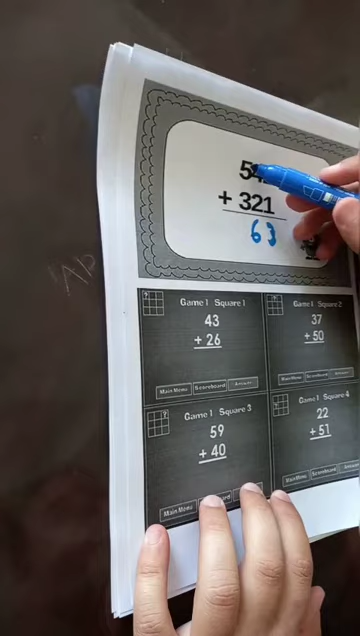 54
+ 321
63
Game 1 Square 1
43
+ 26
Main Menu Scoreboard Answer
Game 1 Square 2
37
+ 50
Main Menu Scoreboard Answer
?
Game 1 Square 3
59
+ 40
Main Menu
Game 1 Square 4
22
+ 51
Main Menu Scoreboard Answer